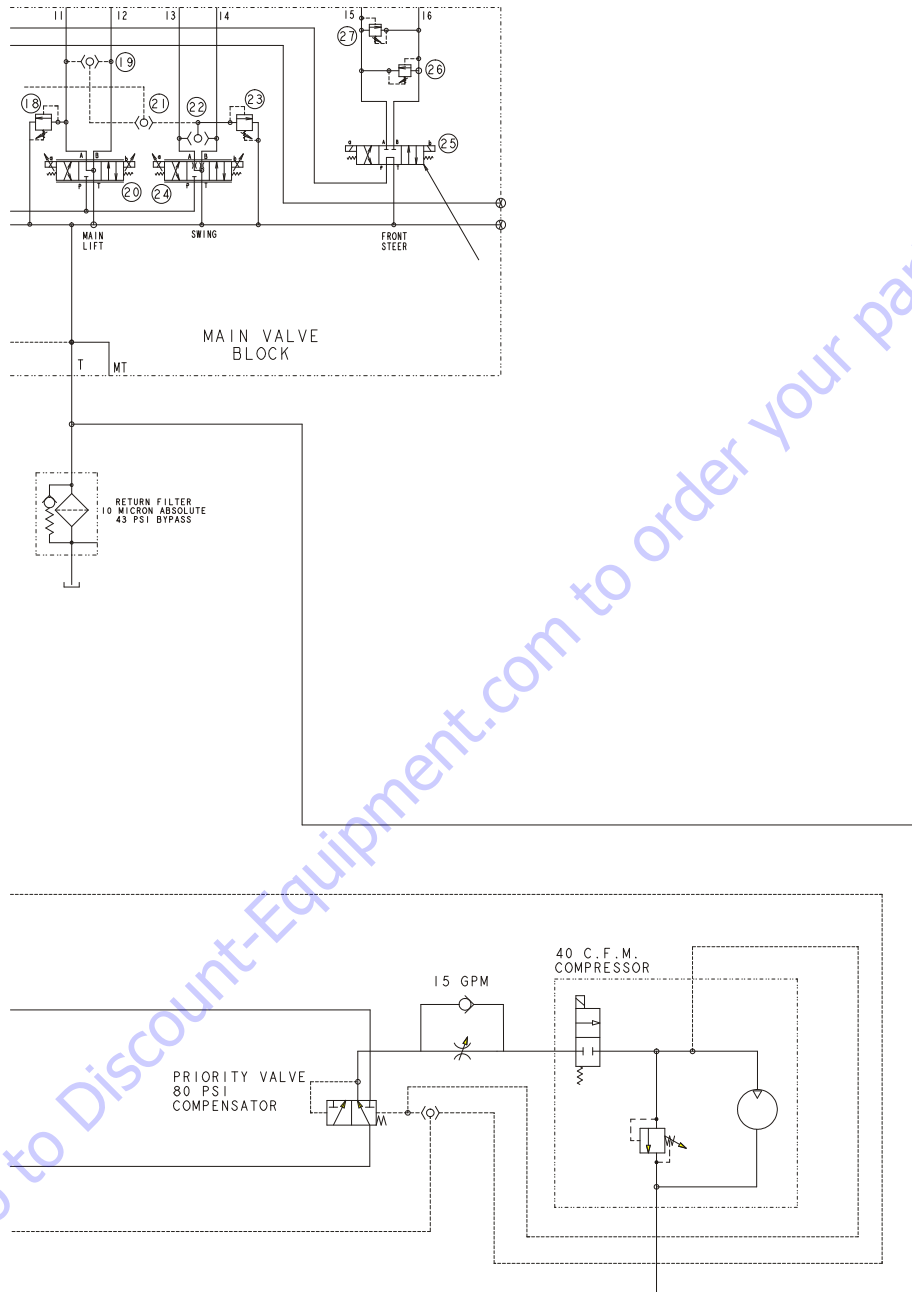 11 12 13 14 15 16
27
19
26
18
21
22
23
A B
A B
A B
25
a b
a b
a b
P T
P T
P T
20
24
MAIN
LIFT
SWING
FRONT
STEER
MAIN VALVE
BLOCK
T
MT
RETURN FILTER
10 MICRON ABSOLUTE
43 PSI BYPASS
40 C.F.M.
COMPRESSOR
15 GPM
PRIORITY VALVE
80 PSI
COMPENSATOR
to Discount-Equipment.com to order your par